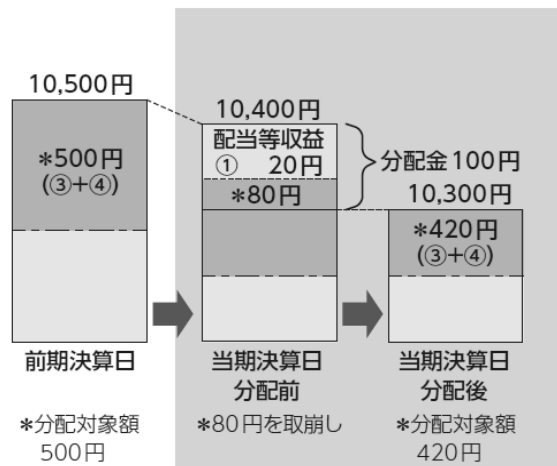 10,500円
*500円
(③+④)
前期決算日
*分配対象額
500円
10,400円
配当等収益
① 20円
*80円
分配金100円
当期決算日
分配前
*80円を取崩し
10,300円
*420円
(③+④)
当期決算日
分配後
*分配対象額
420円